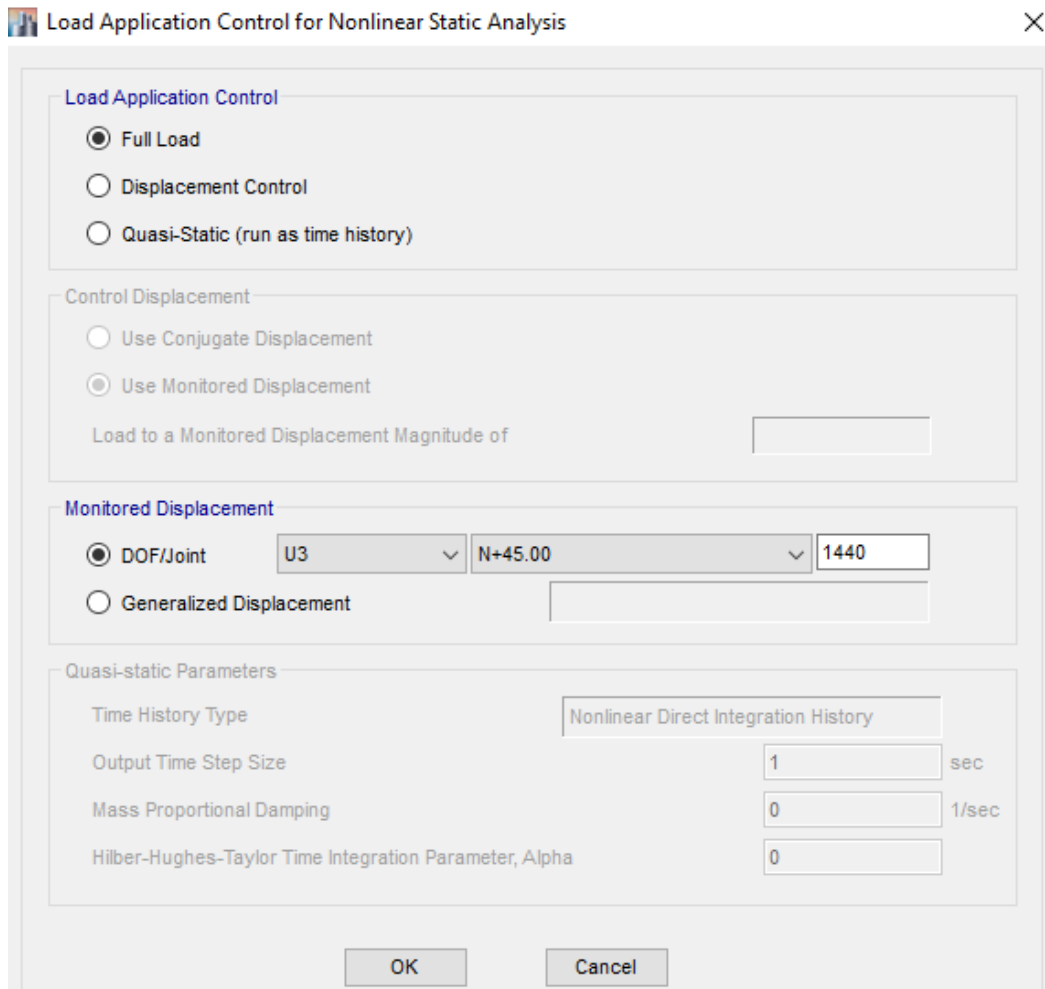 Load Application Control for Nonlinear Static Analysis
Load Application Control
Full Load
Displacement Control
Quasi-Static (run as time history)
Control Displacement
Use Conjugate Displacement
Use Monitored Displacement
Load to a Monitored Displacement Magnitude of
Monitored Displacement
DOF/Joint U3 N+45.00 1440
Generalized Displacement
Quasi-static Parameters
Time History Type Nonlinear Direct Integration History
Output Time Step Size 1 sec
Mass Proportional Damping 0 1/sec
Hilber-Hughes-Taylor Time Integration Parameter, Alpha 0
OK Cancel